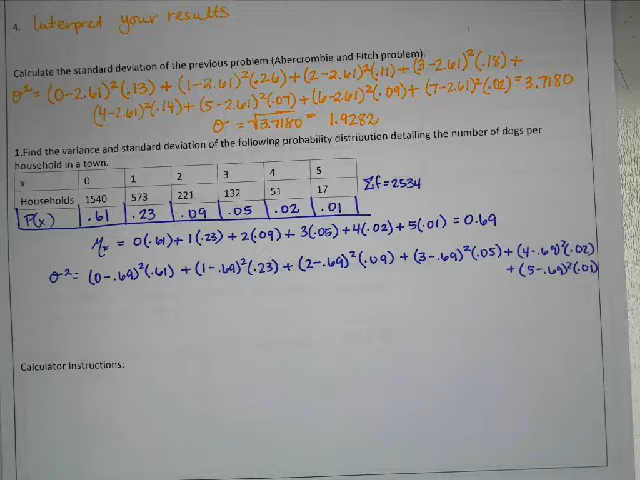 4. Interpret your results
Calculate the standard deviation of the previous problem (Abercrombie and Fitch problem).
σ²= (0-2.61)²(.13) + (1-2.61)²(.26) + (2-2.61)²(.11) + (3-2.61)²(.18) +
(4-2.61)²(.14) + (5-2.61)²(.07) + (6-2.61)²(.09) + (7-2.61)²(.02) = 3.7180
σ = √3.7180 = 1.9282
1.Find the variance and standard deviation of the following probability distribution detailing the number of dogs per
household in a town.
x 0 1 2 3 4 5
Households 1540 573 221 132 51 17 Σf = 2534
P(x) .61 .23 .09 .05 .02 .01
μₓ = 0(.61) + 1(.23) + 2(.09) + 3(.05) + 4(.02) + 5(.01) = 0.69
σ²= (0-.69)²(.61) + (1-.69)²(.23) + (2-.69)²(.09) + (3-.69)²(.05) + (4-.69)²(.02)
+ (5-.69)²(.01)
Calculator Instructions: